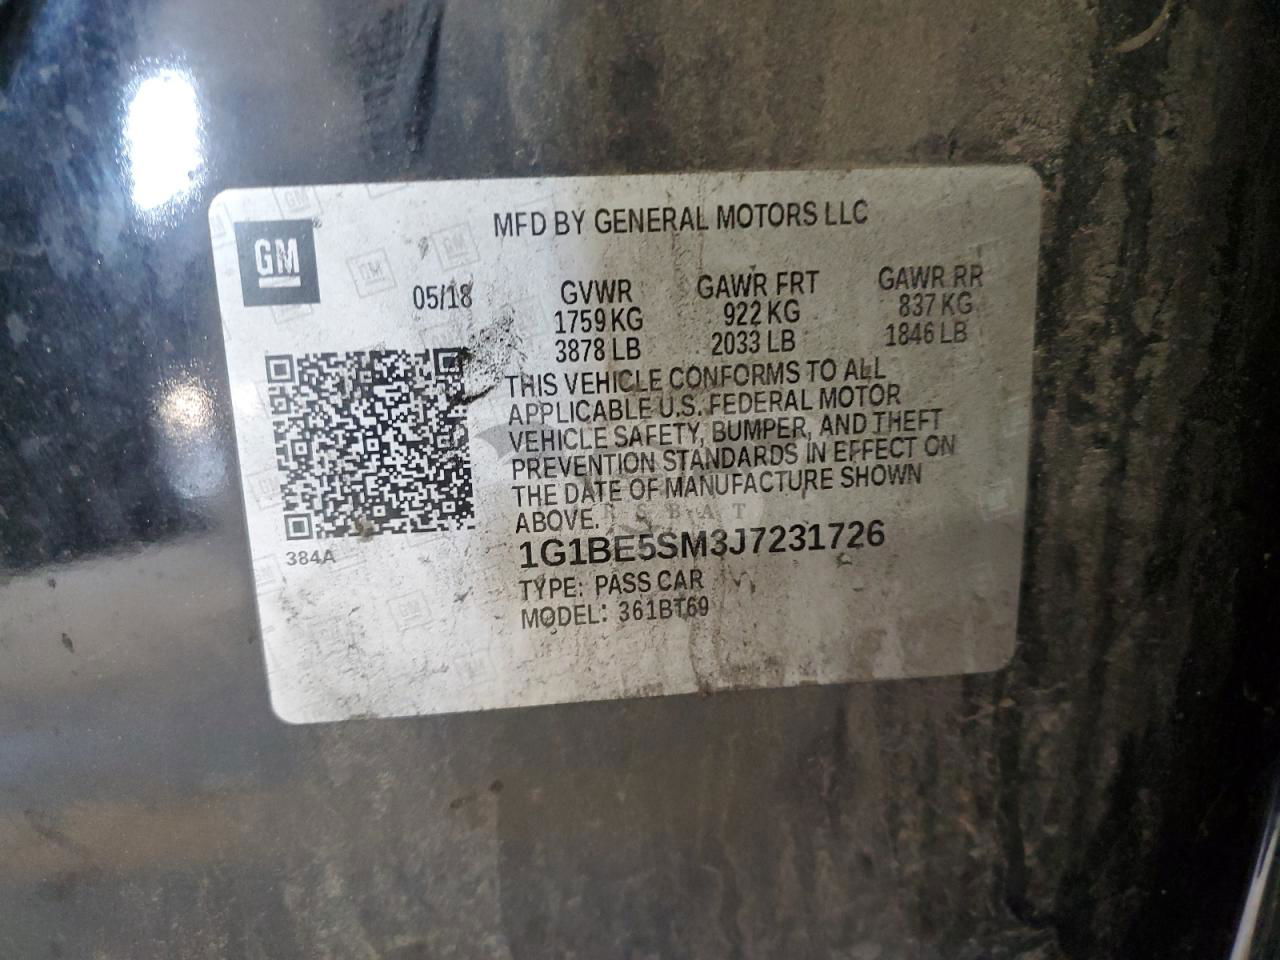 MFD BY GENERAL MOTORS LLC
GM
05/18 GVWR GAWR FRT GAWR RR
1759 KG 922 KG 837 KG
3878 LB 2033 LB 1846 LB
THIS VEHICLE CONFORMS TO ALL
APPLICABLE U.S. FEDERAL MOTOR
VEHICLE SAFETY, BUMPER, AND THEFT
PREVENTION STANDARDS IN EFFECT ON
THE DATE OF MANUFACTURE SHOWN
ABOVE.
384A
1G1BE5SM3J7231726
TYPE: PASS CAR
MODEL: 361BT69